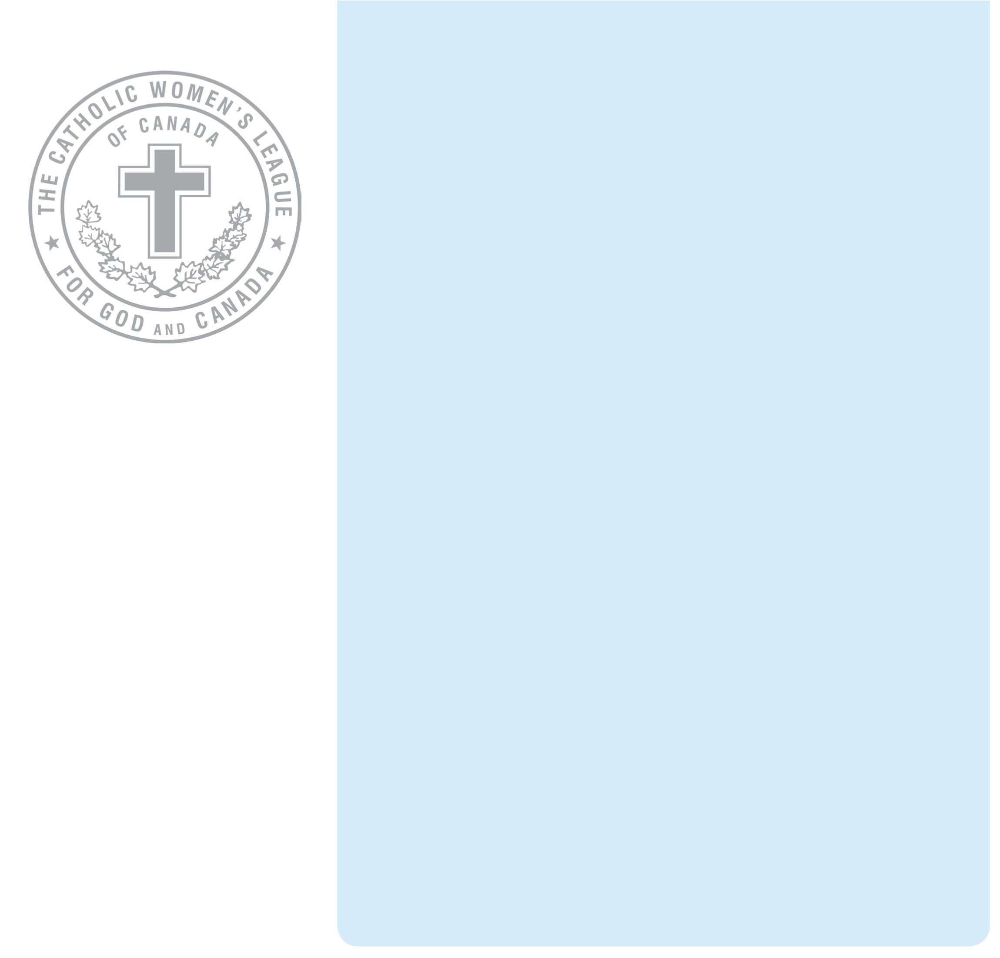 THE CATHOLIC WOMEN'S LEAGUE
OF CANADA
FOR GOD AND CANADA